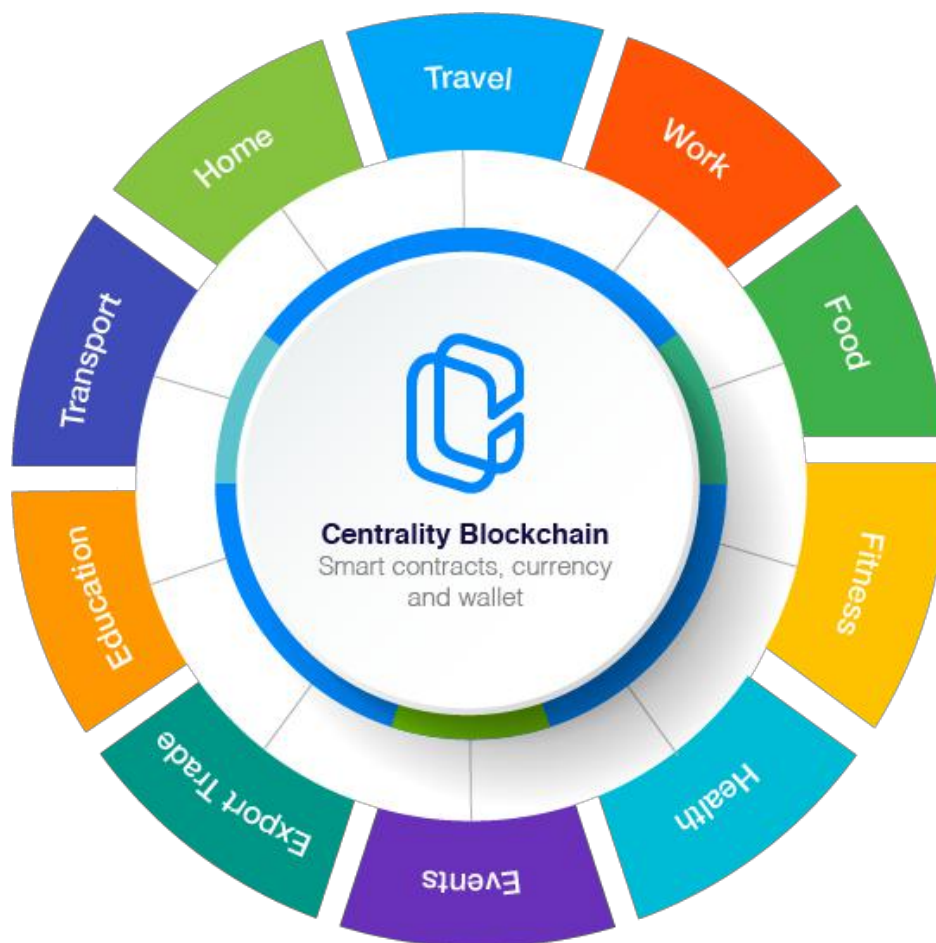 Travel
Work
Food
Fitness
Health
Events
Export Trade
Education
Transport
Home
Centrality Blockchain
Smart contracts, currency
and wallet